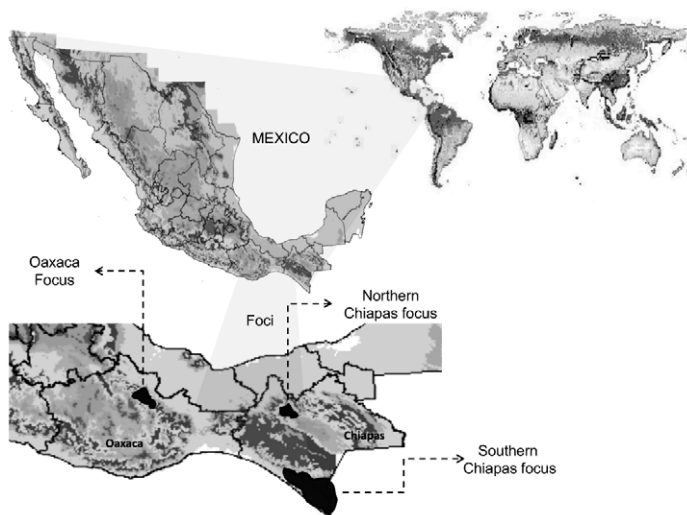 MEXICO
Oaxaca
Focus
Foci
Northern
Chiapas focus
Oaxaca
Chiapas
Southern
Chiapas focus